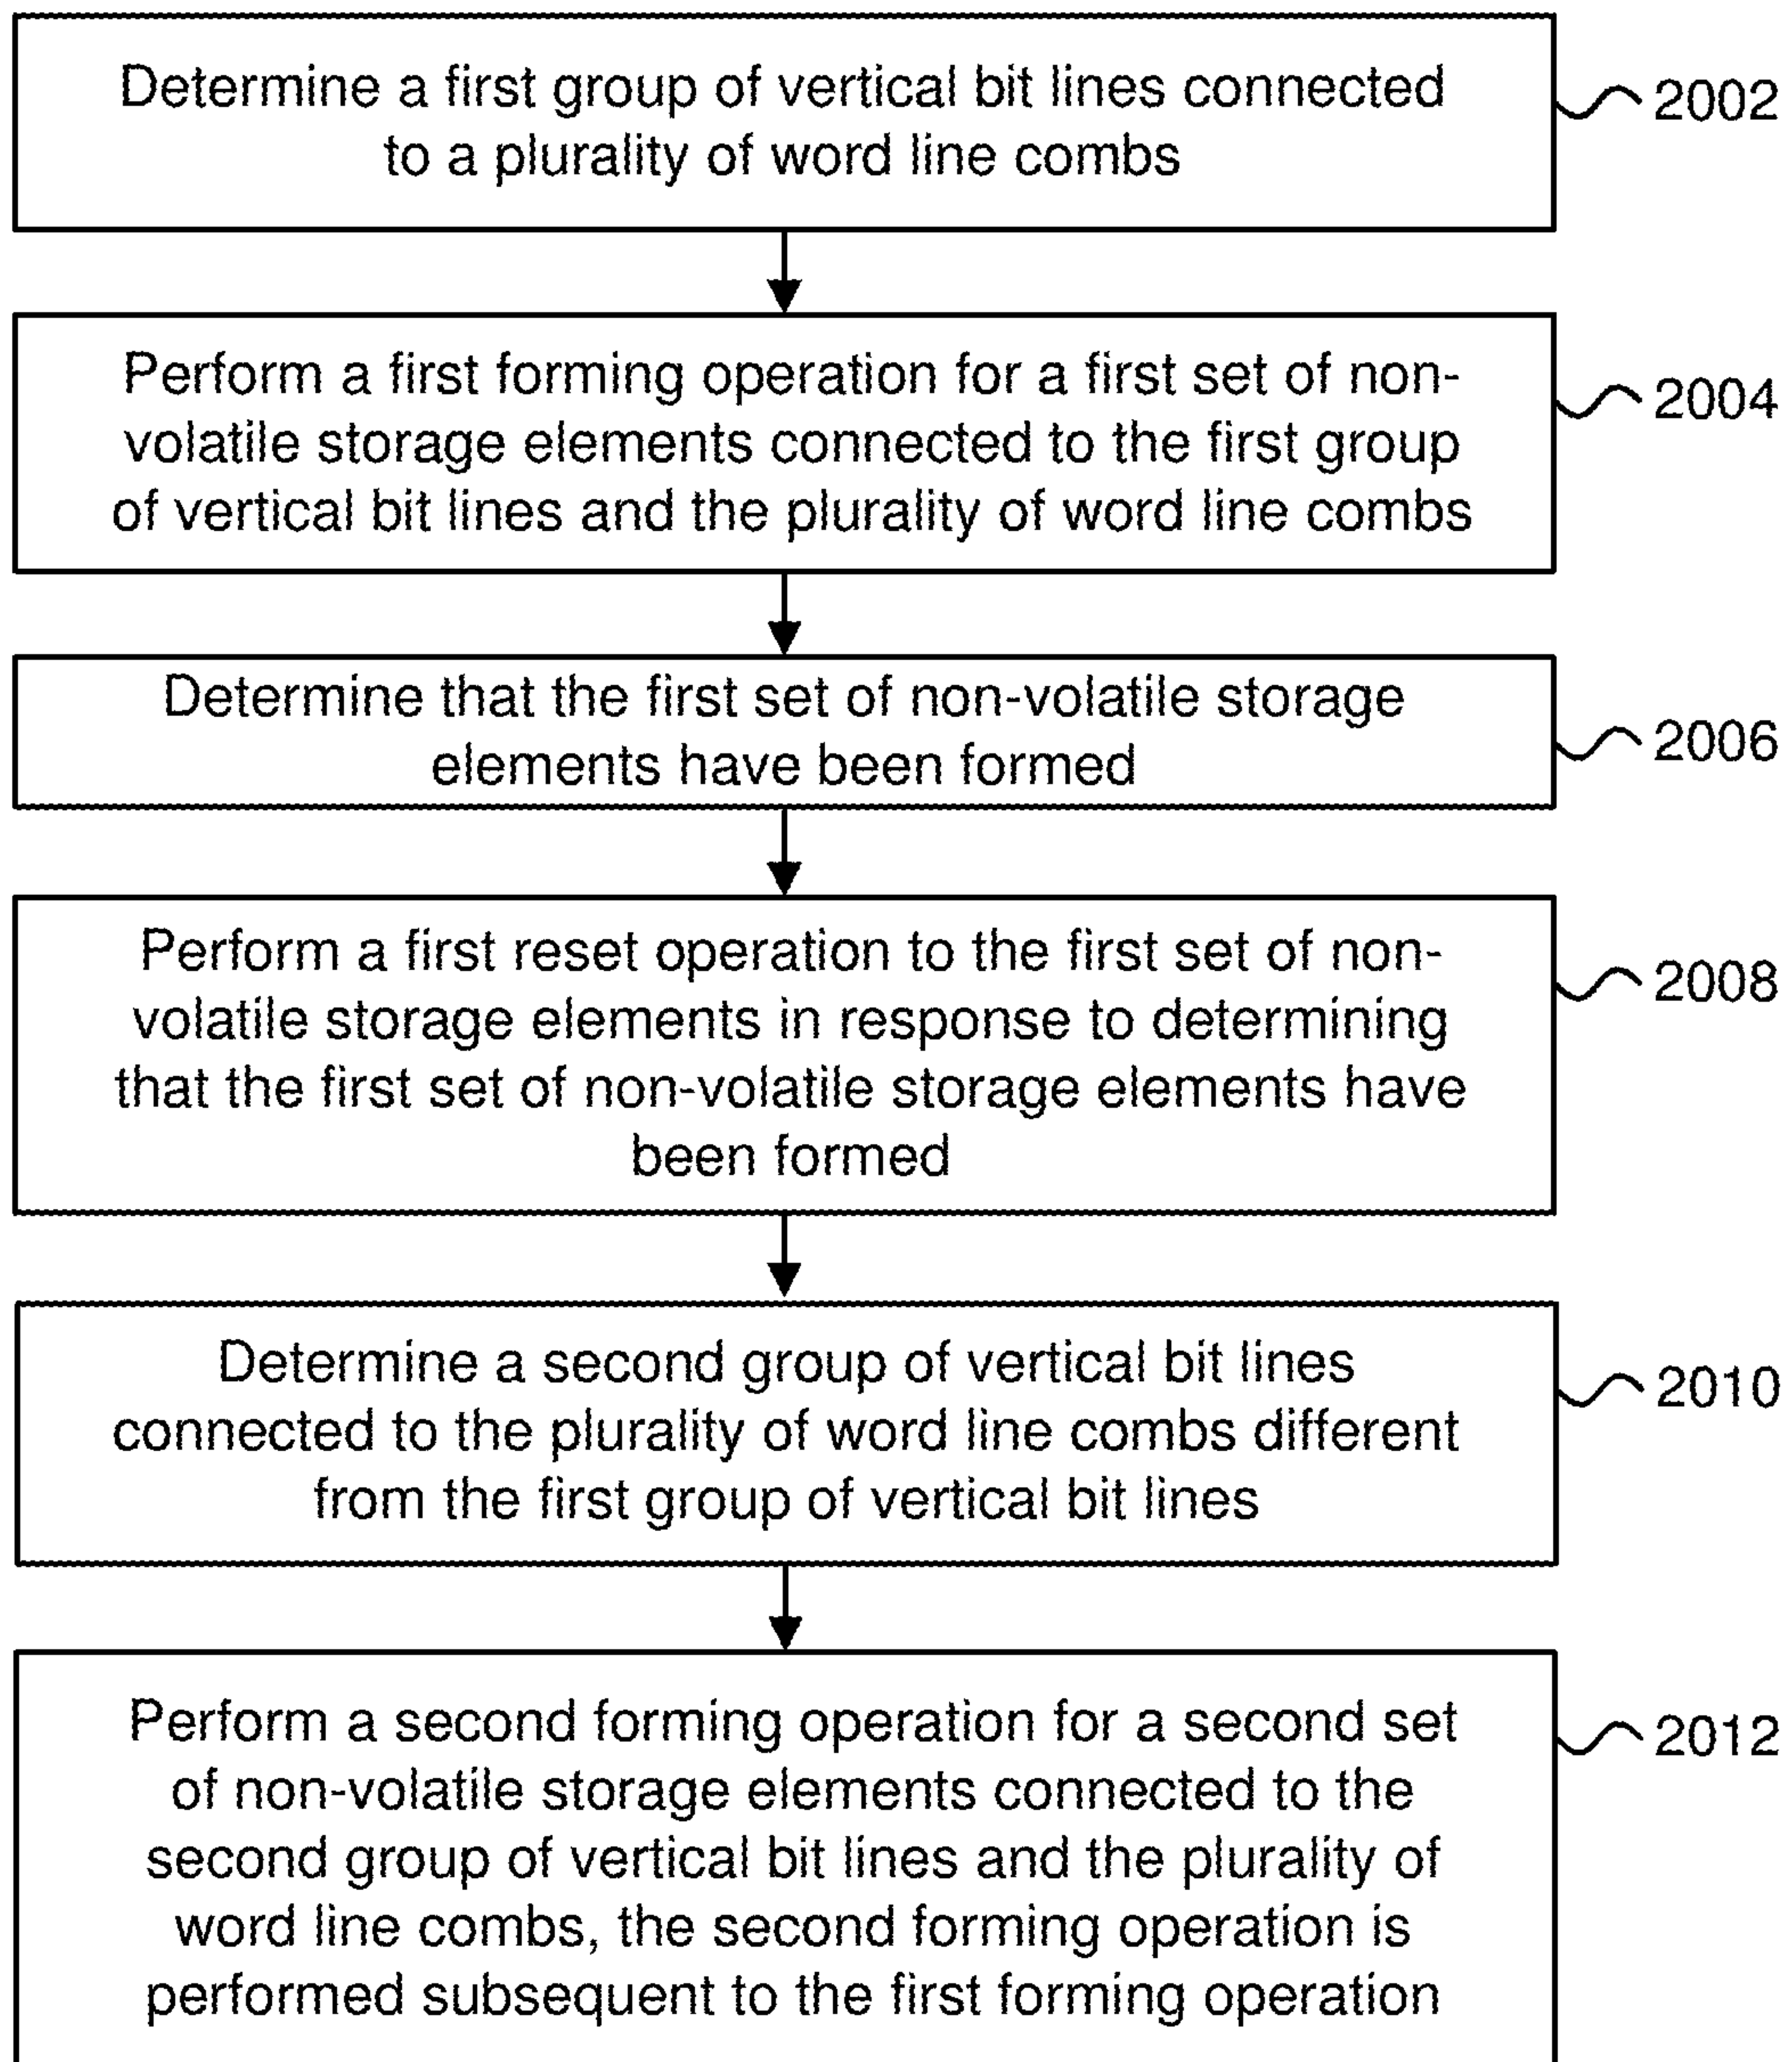 Determine a first group of vertical bit lines connected
to a plurality of word line combs
2002
Perform a first forming operation for a first set of non-
volatile storage elements connected to the first group
of vertical bit lines and the plurality of word line combs
2004
Determine that the first set of non-volatile storage
elements have been formed
2006
Perform a first reset operation to the first set of non-
volatile storage elements in response to determining
that the first set of non-volatile storage elements have
been formed
2008
Determine a second group of vertical bit lines
connected to the plurality of word line combs different
from the first group of vertical bit lines
2010
Perform a second forming operation for a second set
of non-volatile storage elements connected to the
second group of vertical bit lines and the plurality of
word line combs, the second forming operation is
performed subsequent to the first forming operation
2012